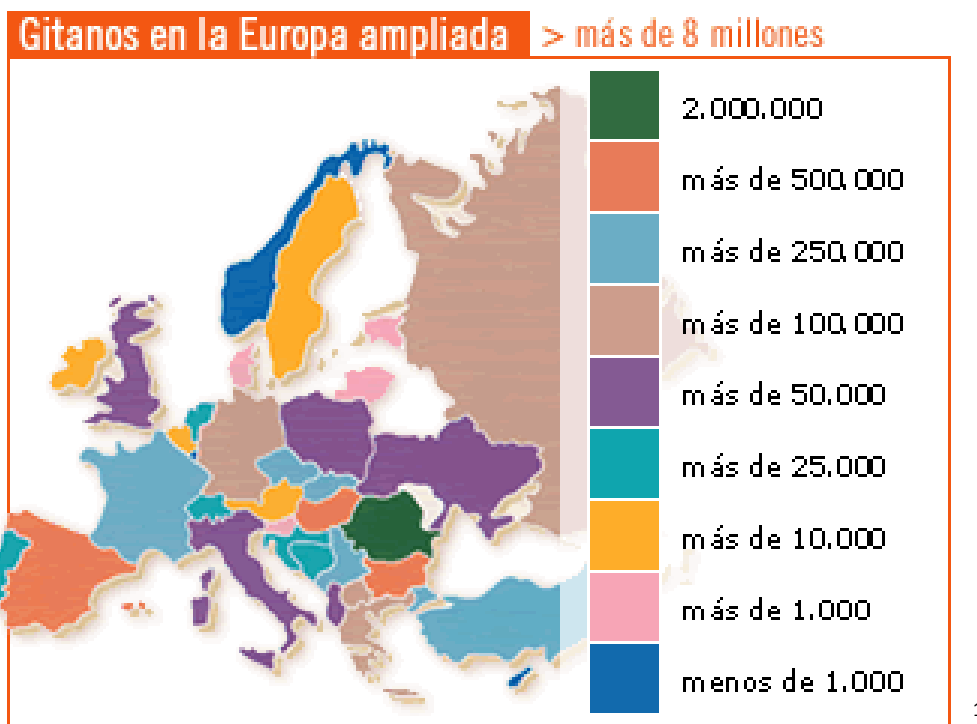 Gitanos en la Europa ampliada > más de 8 millones
2.000.000
más de 500.000
más de 250.000
más de 100.000
más de 50.000
más de 25.000
más de 10.000
más de 1.000
menos de 1.000